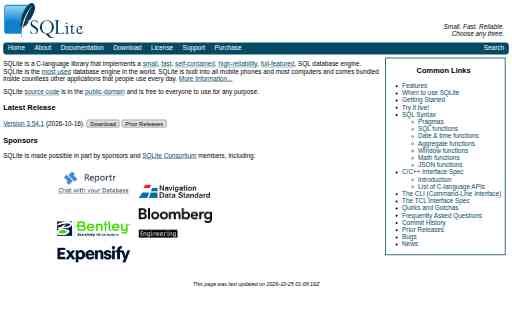 SQLite
Small. Fast. Reliable.
Choose any three.
Home About Documentation Download License Support Purchase Search
SQLite is a C-language library that implements a small, fast, self-contained, high-reliability, full-featured, SQL database engine.
SQLite is the most used database engine in the world. SQLite is built into all mobile phones and most computers and comes bundled
inside countless other applications that people use every day. More Information...
SQLite source code is in the public-domain and is free to everyone to use for any purpose.
Latest Release
Version 3.54.1 (2026-10-16). Download Prior Releases
Sponsors
SQLite is made possible in part by sponsors and SQLite Consortium members, including:
Reportr
Chat with your Database
Navigation
Data Standard
Bentley
Bloomberg
Engineering
Expensify
Common Links
Features
When to use SQLite
Getting Started
Try it live!
SQL Syntax
Pragmas
SQL functions
Date & time functions
Aggregate functions
Window functions
Math functions
JSON functions
C/C++ Interface Spec
Introduction
List of C-language APIs
The CLI (Command-Line Interface)
The TCL Interface Spec
Quirks and Gotchas
Frequently Asked Questions
Commit History
Prior Releases
Bugs
News
This page was last updated on 2026-10-25 01:09:16Z